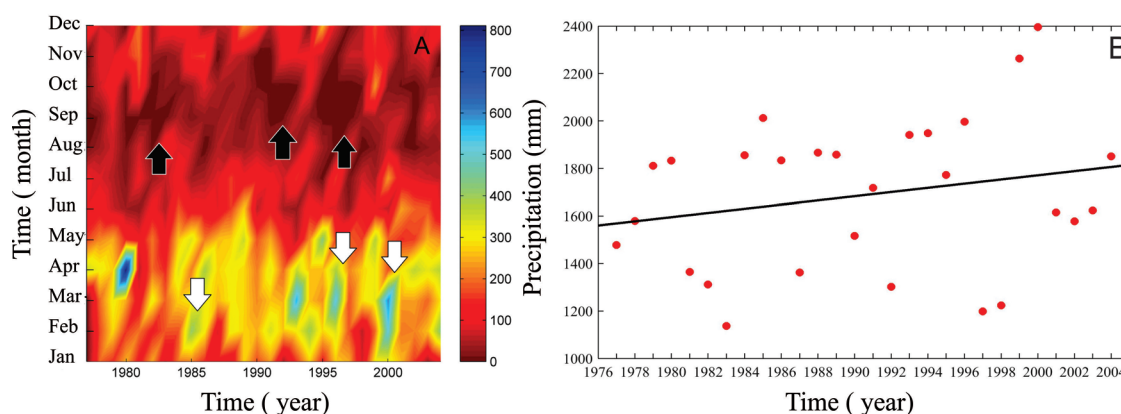 A
Dec
Nov
Oct
Sep
Aug
Jul
Jun
May
Apr
Mar
Feb
Jan
Time ( month)
1980 1985 1990 1995 2000
Time ( year)
800
700
600
500
400
300
200
100
0
Precipitation (mm)
B
2400
2200
2000
1800
1600
1400
1200
1000
1976 1978 1980 1982 1984 1986 1988 1990 1992 1994 1996 1998 2000 2002 2004
Time ( year)